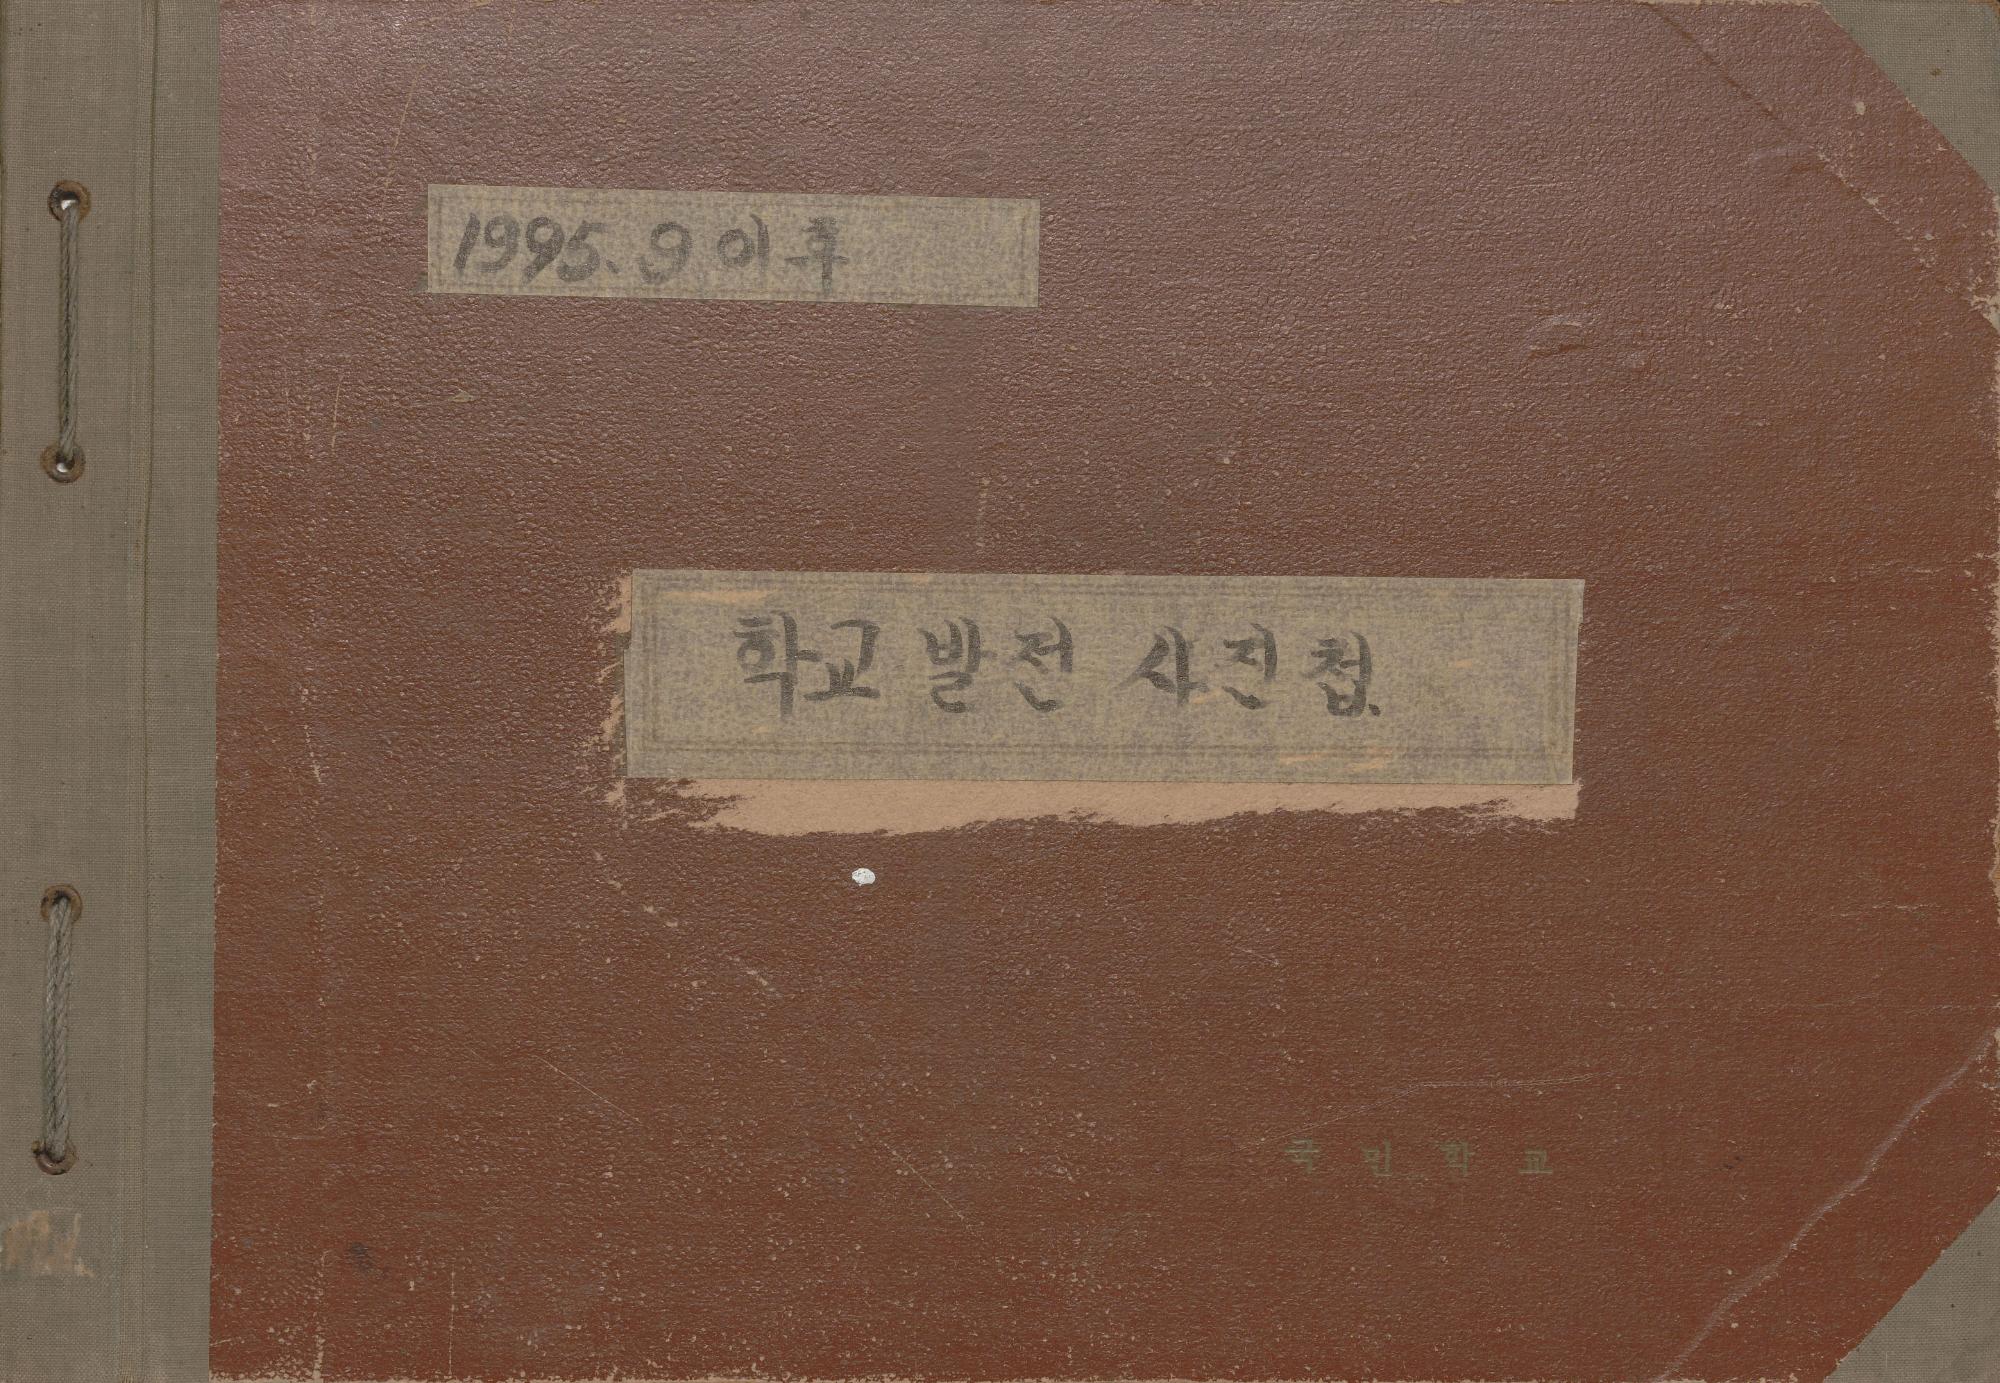 1995. 9 이후
학교 발전 사진첩.
국민학교